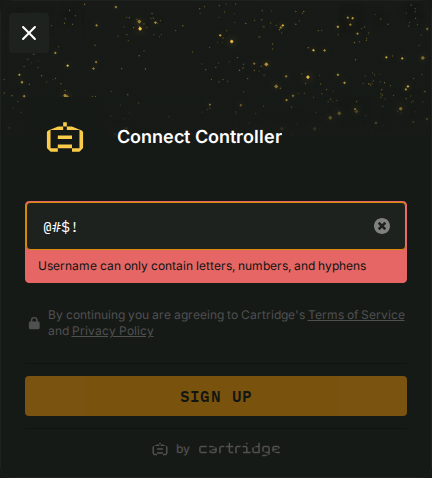 Connect Controller
@#$!
Username can only contain letters, numbers, and hyphens
By continuing you are agreeing to Cartridge's Terms of Service
and Privacy Policy
SIGN UP
by cartridge